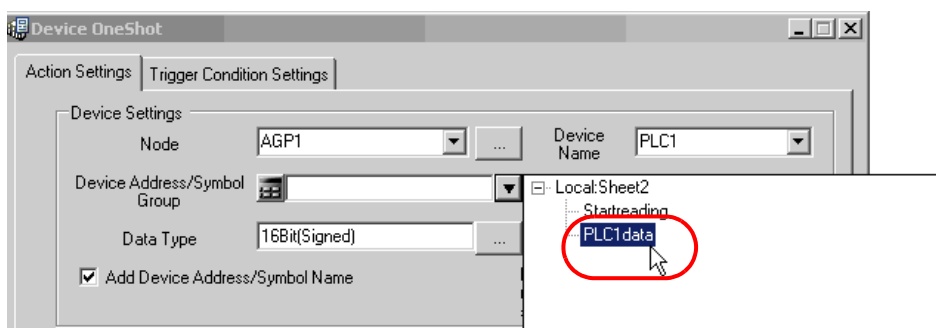 Device OneShot
Action Settings Trigger Condition Settings
Device Settings
Node AGP1 ... Device Name PLC1
Device Address/Symbol Group
Local:Sheet2
Startreading
PLC1data
Data Type 16Bit(Signed) ...
Add Device Address/Symbol Name